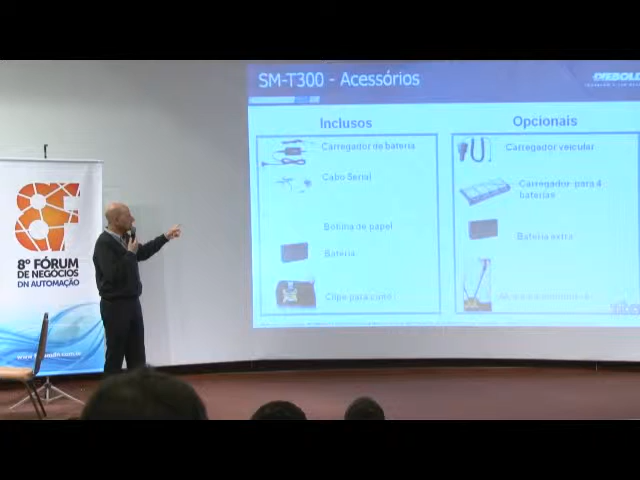 SM-T300 - Acessórios
DIEBOLD
Inclusos
Opcionais
Carregador de bateria
Cabo Serial
Bobina de papel
Bateria
Clipe para cinto
Carregador veicular
Carregador para 4
baterias
Bateria extra
8º FÓRUM
DE NEGÓCIOS
DN AUTOMAÇÃO